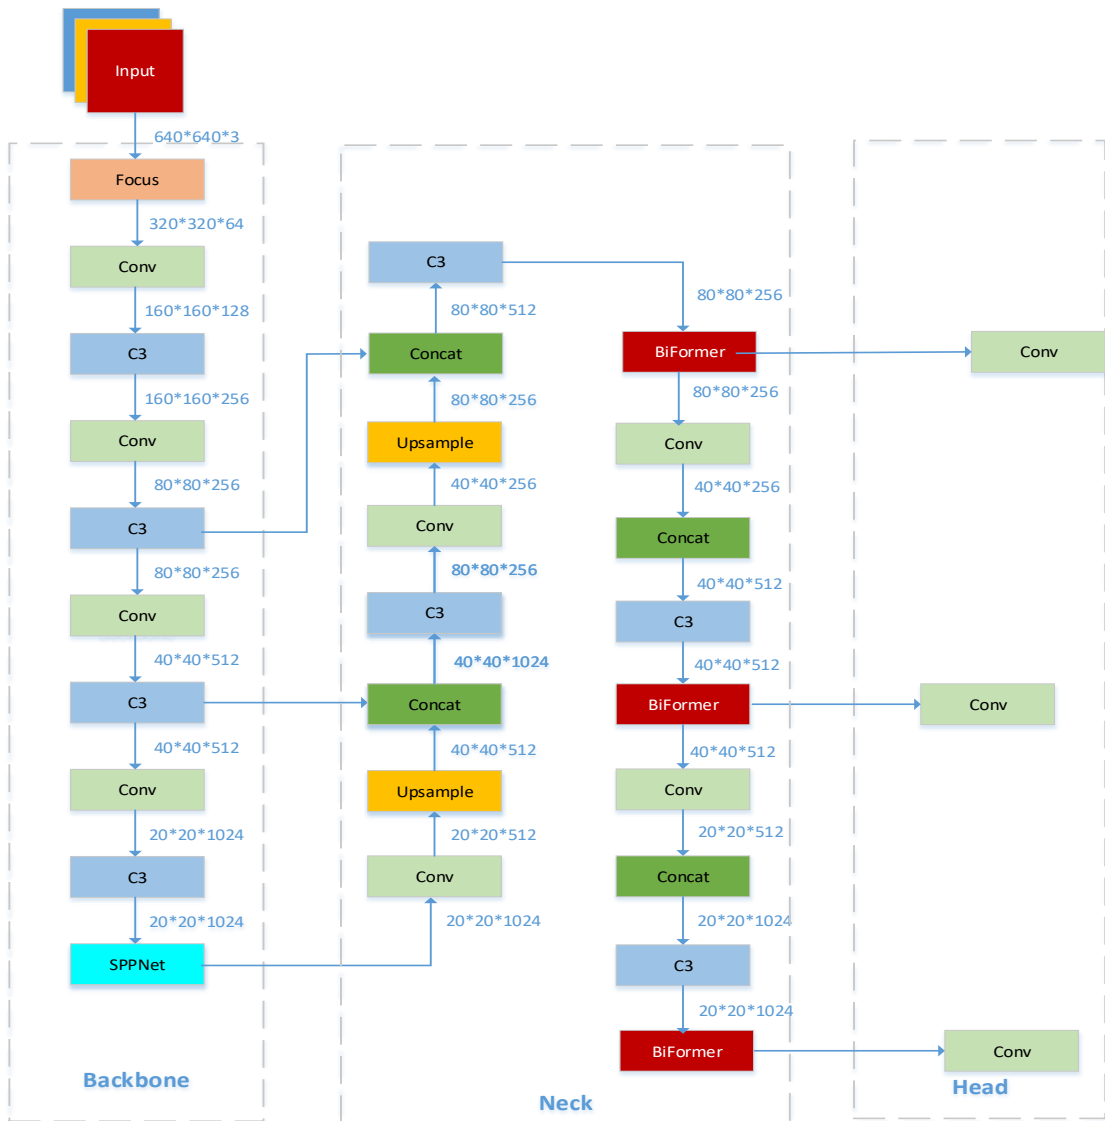 Input
640*640*3
Focus
320*320*64
Conv
160*160*128
C3
160*160*256
Conv
80*80*256
C3
80*80*256
Conv
40*40*512
C3
40*40*512
Conv
20*20*1024
C3
20*20*1024
SPPNet
Backbone
C3
80*80*512
Concat
80*80*256
Upsample
40*40*256
Conv
80*80*256
C3
40*40*1024
Concat
40*40*512
Upsample
20*20*512
Conv
20*20*1024
80*80*256
BiFormer
80*80*256
Conv
40*40*256
Concat
40*40*512
C3
40*40*512
BiFormer
40*40*512
Conv
20*20*512
Concat
20*20*1024
C3
20*20*1024
BiFormer
Neck
Conv
Conv
Conv
Head